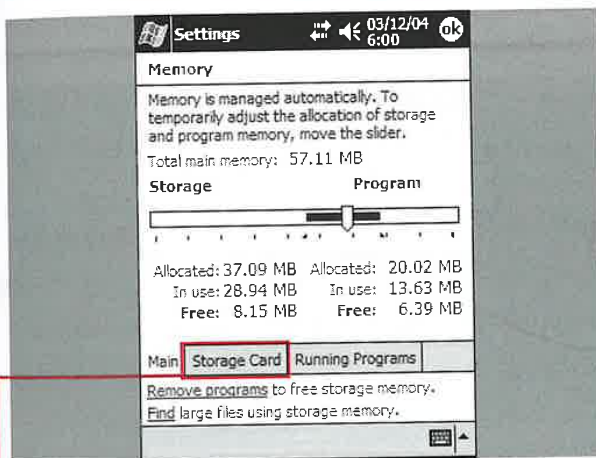 Settings 03/12/04 6:00 ok
Memory
Memory is managed automatically. To
temporarily adjust the allocation of storage
and program memory, move the slider.
Total main memory: 57.11 MB
Storage Program
Allocated: 37.09 MB Allocated: 20.02 MB
In use: 28.94 MB In use: 13.63 MB
Free: 8.15 MB Free: 6.39 MB
Main Storage Card Running Programs
Remove programs to free storage memory.
Find large files using storage memory.